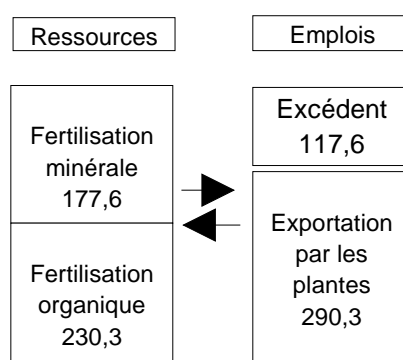 Ressources
Emplois
Fertilisation
minérale
177,6
Fertilisation
organique
230,3
Excédent
117,6
Exportation
par les
plantes
290,3